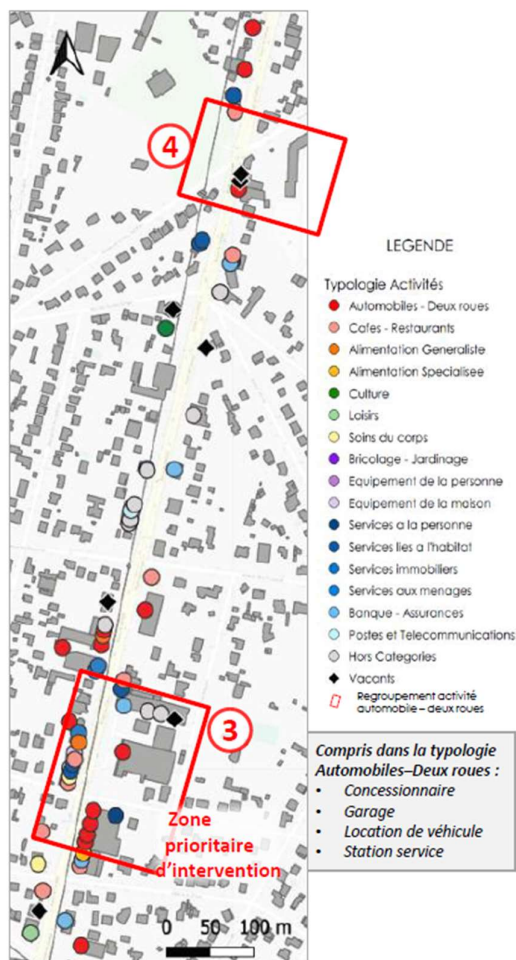 4
LEGENDE
Typologie Activités
Automobiles - Deux roues
Cafes - Restaurants
Alimentation Generaliste
Alimentation Specialisee
Culture
Loisirs
Soins du corps
Bricolage - Jardinage
Equipement de la personne
Equipement de la maison
Services a la personne
Services lies a l'habitat
Services immobiliers
Services aux menages
Banque - Assurances
Postes et Telecommunications
Hors Categories
Vacants
Regroupement activité
automobile – deux roues
3
Compris dans la typologie
Automobiles–Deux roues :
• Concessionnaire
• Garage
• Location de véhicule
• Station service
Zone
prioritaire
d'intervention
0 50 100 m